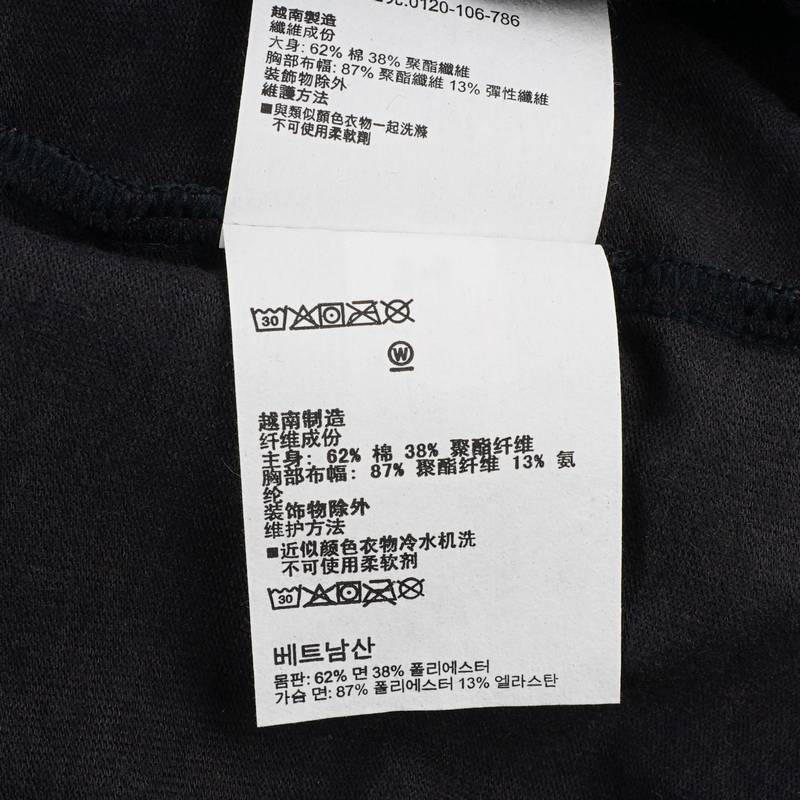 :0120-106-786
越南製造
纖維成份
大身: 62% 棉 38% 聚酯纖維
胸部布幅: 87% 聚酯纖維 13% 彈性纖維
裝飾物除外
維護方法
■與類似顏色衣物一起洗滌
不可使用柔軟劑
30
W
越南制造
纤维成份
主身: 62% 棉 38% 聚酯纤维
胸部布幅: 87% 聚酯纤维 13% 氨
纶
装饰物除外
维护方法
■近似颜色衣物冷水机洗
不可使用柔软剂
30
베트남산
몸판: 62% 면 38% 폴리에스터
가슴 면: 87% 폴리에스터 13% 엘라스탄